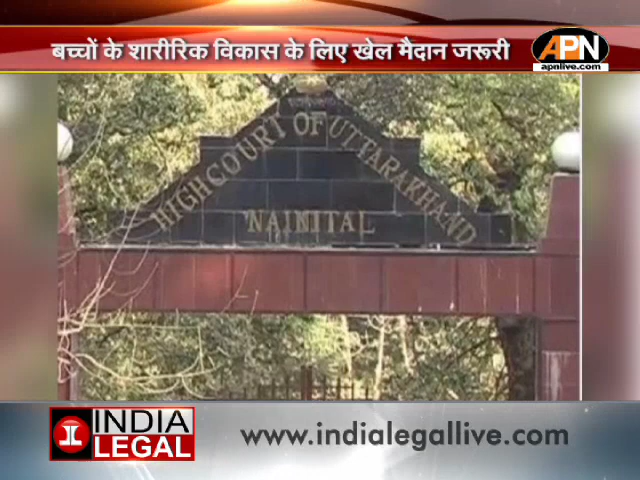 बच्चों के शारीरिक विकास के लिए खेल मैदान जरूरी
APN
apnlive.com
HIGH COURT OF UTTARAKHAND
NAINITAL
INDIA
LEGAL
www.indialegallive.com